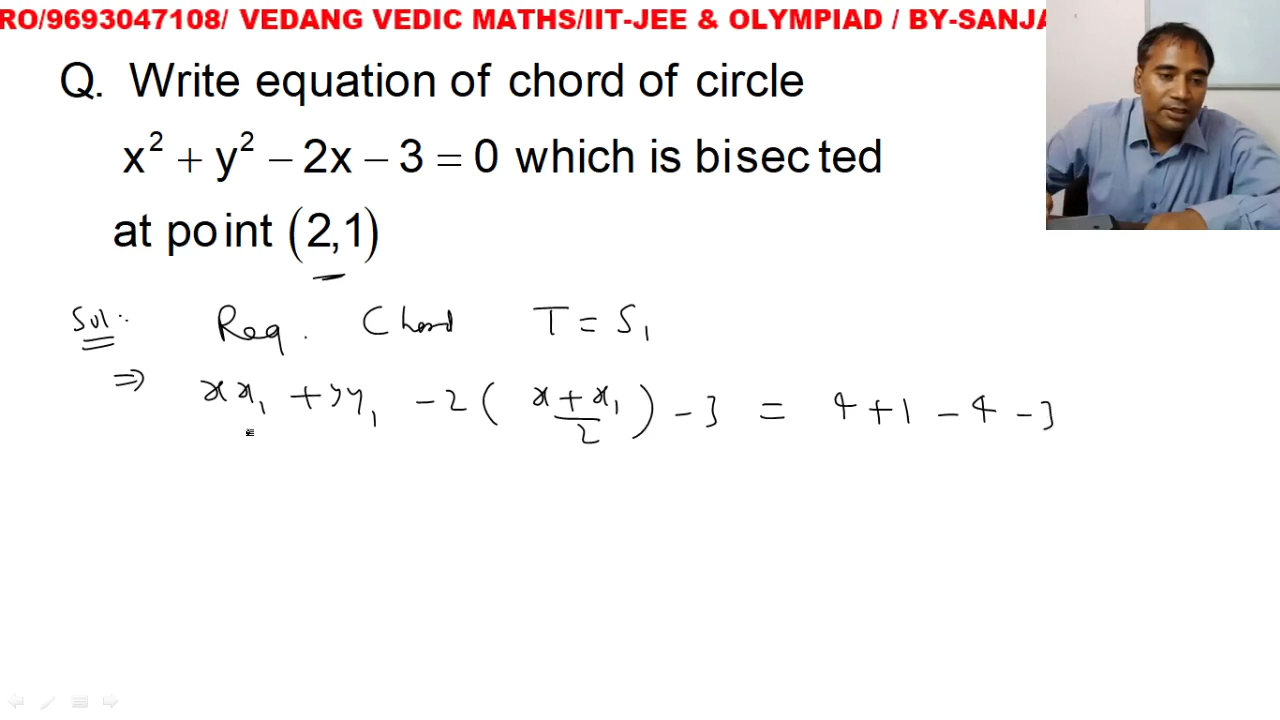 RO/9693047108/ VEDANG VEDIC MATHS/IIT-JEE & OLYMPIAD / BY-SANJA
Q. Write equation of chord of circle
x² + y² − 2x − 3 = 0 which is bisec ted
at point (2,1)
Sol:
Req. Chord T = S₁
⇒ xx₁ + yy₁ − 2((x + x₁)/2) − 3 = 4 + 1 − 4 − 3